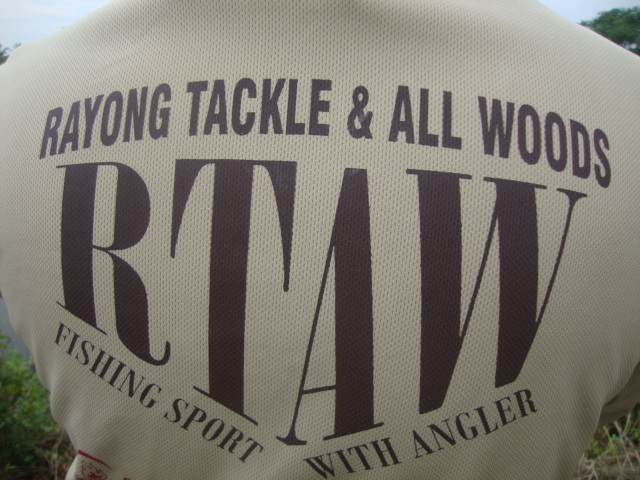 RAYONG TACKLE & ALL WOODS
RTAW
FISHING SPORT WITH ANGLER